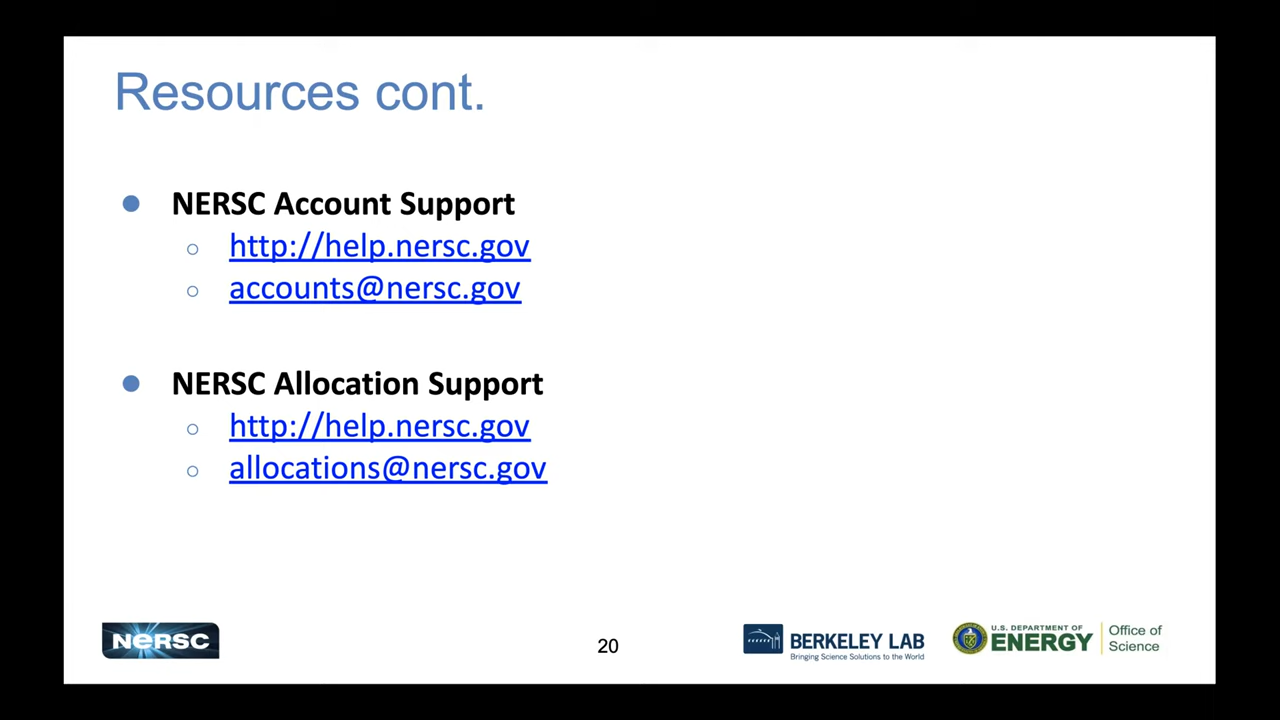 Resources cont.
● NERSC Account Support
○ http://help.nersc.gov
○ accounts@nersc.gov
● NERSC Allocation Support
○ http://help.nersc.gov
○ allocations@nersc.gov
NERSC
20
BERKELEY LAB
Bringing Science Solutions to the World
U.S. DEPARTMENT OF
ENERGY
Office of
Science